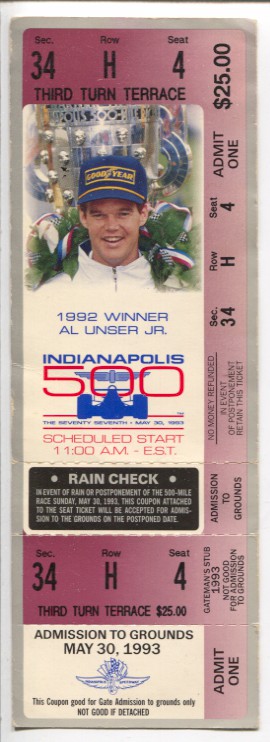 Sec. Row Seat
34 H 4
THIRD TURN TERRACE
GOODYEAR
1992 WINNER
AL UNSER JR.
INDIANAPOLIS
500
THE SEVENTY SEVENTH • MAY 30, 1993
SCHEDULED START
11:00 A.M. - E.S.T.
• RAIN CHECK •
IN EVENT OF RAIN OR POSTPONEMENT OF THE 500-MILE
RACE SUNDAY, MAY 30, 1993, THIS COUPON ATTACHED
TO THE SEAT TICKET WILL BE ACCEPTED FOR ADMIS-
SION TO THE GROUNDS ON THE POSTPONED DATE.
Sec. Row Seat
34 H 4
THIRD TURN TERRACE $25.00
ADMISSION TO GROUNDS
MAY 30, 1993
This Coupon good for Gate Admission to grounds only
NOT GOOD IF DETACHED
$25.00
ADMIT
ONE
Sec. Row Seat
34 H 4
NO MONEY REFUNDED
IN EVENT
OF POSTPONEMENT
RETAIN THIS TICKET
ADMISSION
TO
GROUNDS
GATEMAN'S STUB
1993
NOT GOOD
FOR ADMISSION
TO GROUNDS
ADMIT
ONE